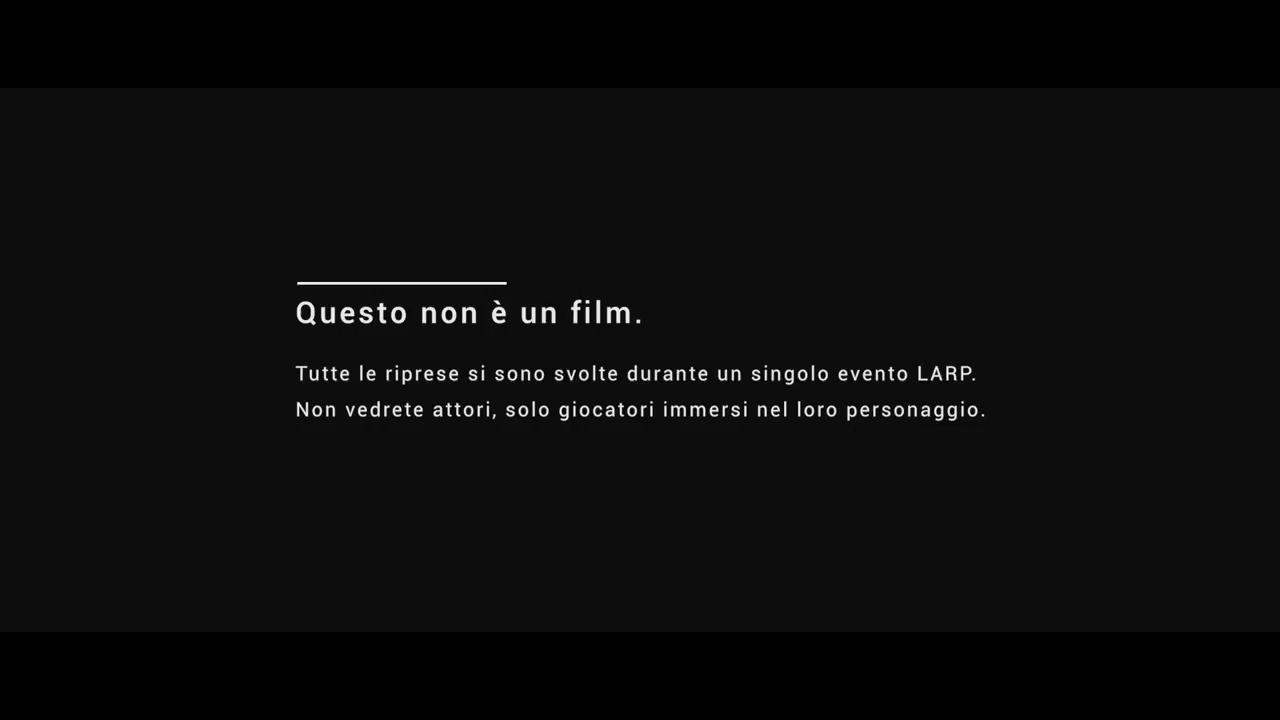 Questo non è un film.
Tutte le riprese si sono svolte durante un singolo evento LARP.
Non vedrete attori, solo giocatori immersi nel loro personaggio.